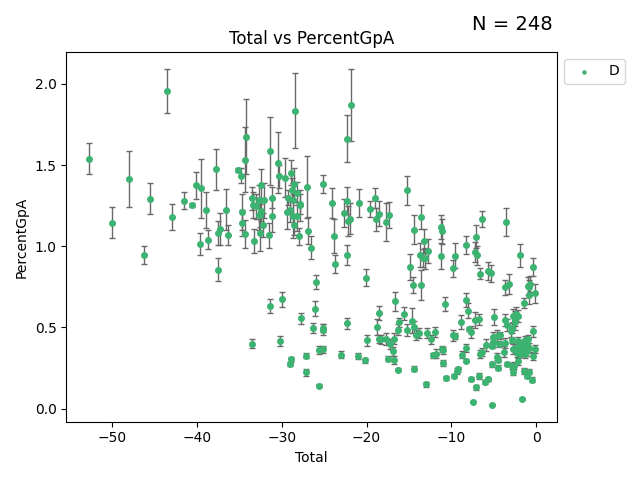 N = 248
Total vs PercentGpA
D
PercentGpA
2.0
1.5
1.0
0.5
0.0
−50 −40 −30 −20 −10 0
Total